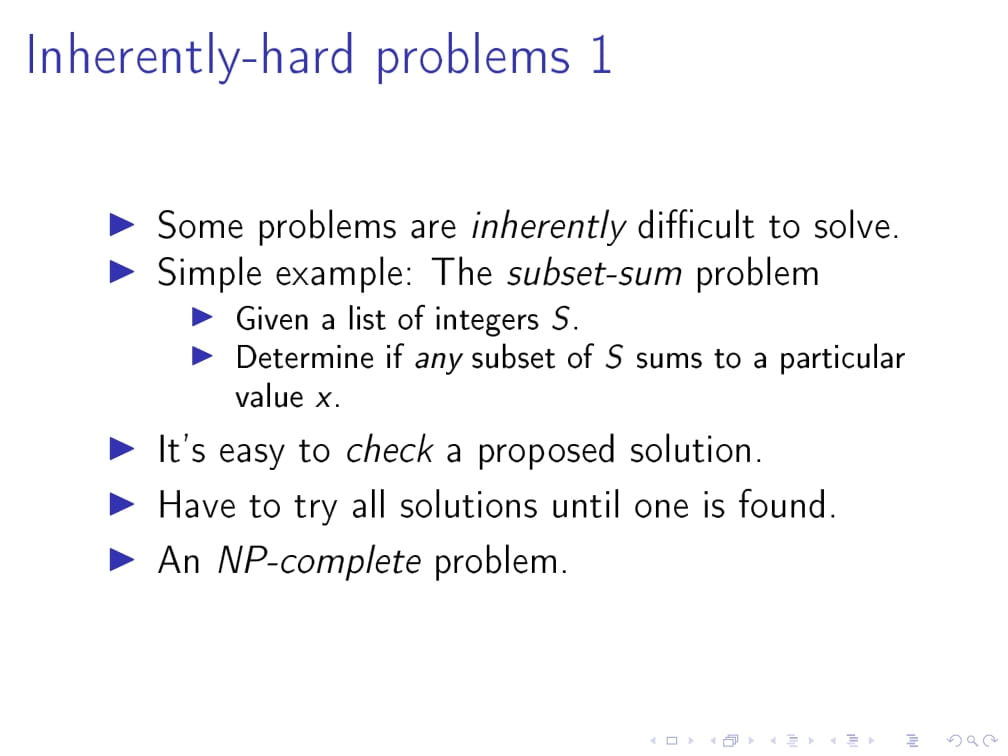 Inherently-hard problems 1
Some problems are inherently difficult to solve.
Simple example: The subset-sum problem
Given a list of integers S.
Determine if any subset of S sums to a particular
value x.
It's easy to check a proposed solution.
Have to try all solutions until one is found.
An NP-complete problem.